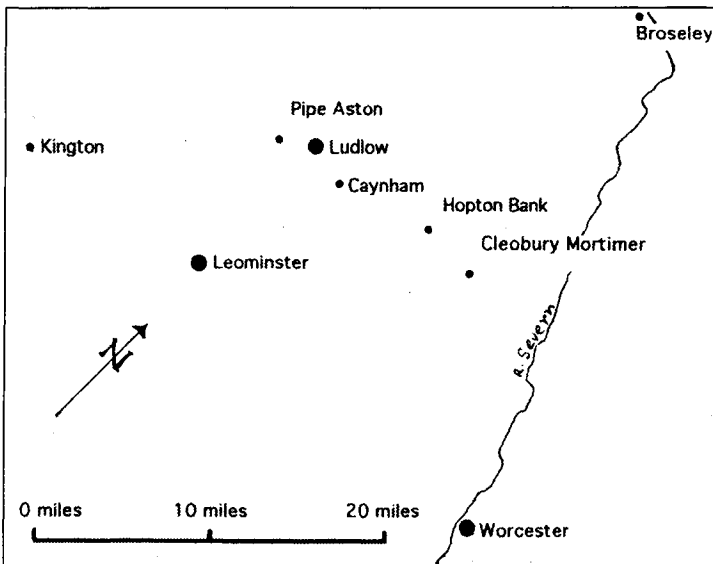 Broseley
Pipe Aston
Kington
Ludlow
Caynham
Hopton Bank
Cleobury Mortimer
Leominster
N
R. Severn
0 miles
10 miles
20 miles
Worcester